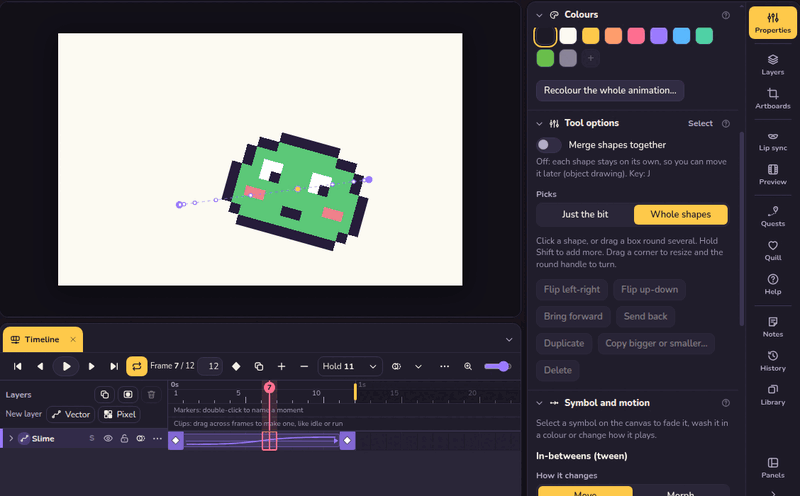 Colours
Recolour the whole animation...
Tool options
Select
Merge shapes together
Off: each shape stays on its own, so you can move
it later (object drawing). Key: J
Picks
Just the bit
Whole shapes
Click a shape, or drag a box round several. Hold
Shift to add more. Drag a corner to resize and the
round handle to turn.
Flip left-right
Flip up-down
Bring forward
Send back
Duplicate
Copy bigger or smaller...
Delete
Symbol and motion
Select a symbol on the canvas to fade it, wash it in
a colour or change how it plays.
In-betweens (tween)
How it changes
Move
Morph
Properties
Layers
Artboards
Lip sync
Preview
Quests
Quill
Help
Notes
History
Library
Panels
Timeline
Frame 7 / 12
12
Hold 11
Layers
New layer
Vector
Pixel
Slime
S
0s
1s
1
5
7
10
15
20
Markers: double-click to name a moment
Clips: drag across frames to make one, like idle or run